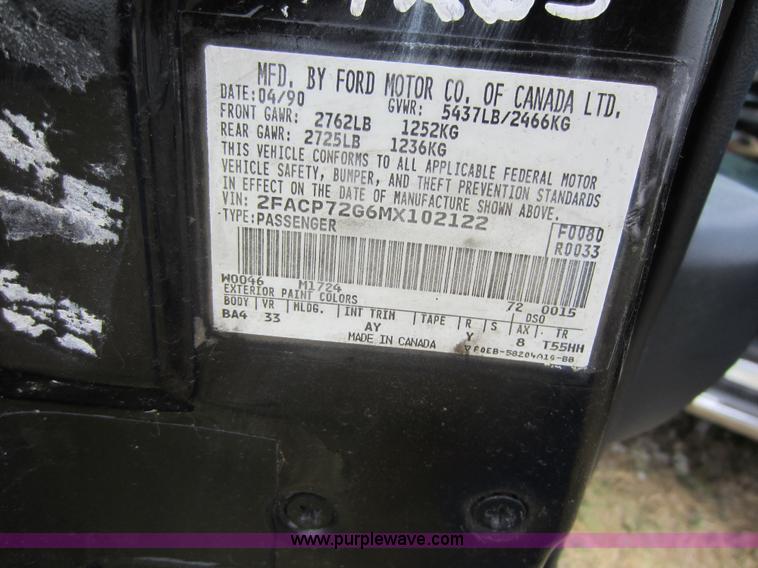 MFD. BY FORD MOTOR CO. OF CANADA LTD.
DATE: 04/90 GVWR: 5437LB/2466KG
FRONT GAWR: 2762LB 1252KG
REAR GAWR: 2725LB 1236KG
THIS VEHICLE CONFORMS TO ALL APPLICABLE FEDERAL MOTOR
VEHICLE SAFETY, BUMPER, AND THEFT PREVENTION STANDARDS
IN EFFECT ON THE DATE OF MANUFACTURE SHOWN ABOVE.
VIN: 2FACP72G6MX102122
TYPE: PASSENGER
F0080
R0033
W0046 M1724 72 0015
EXTERIOR PAINT COLORS DSO
BODY VR MLDG. INT TRIM TAPE R S AX TR
BA4 33 AY Y 8 T55HH
MADE IN CANADA
www.purplewave.com